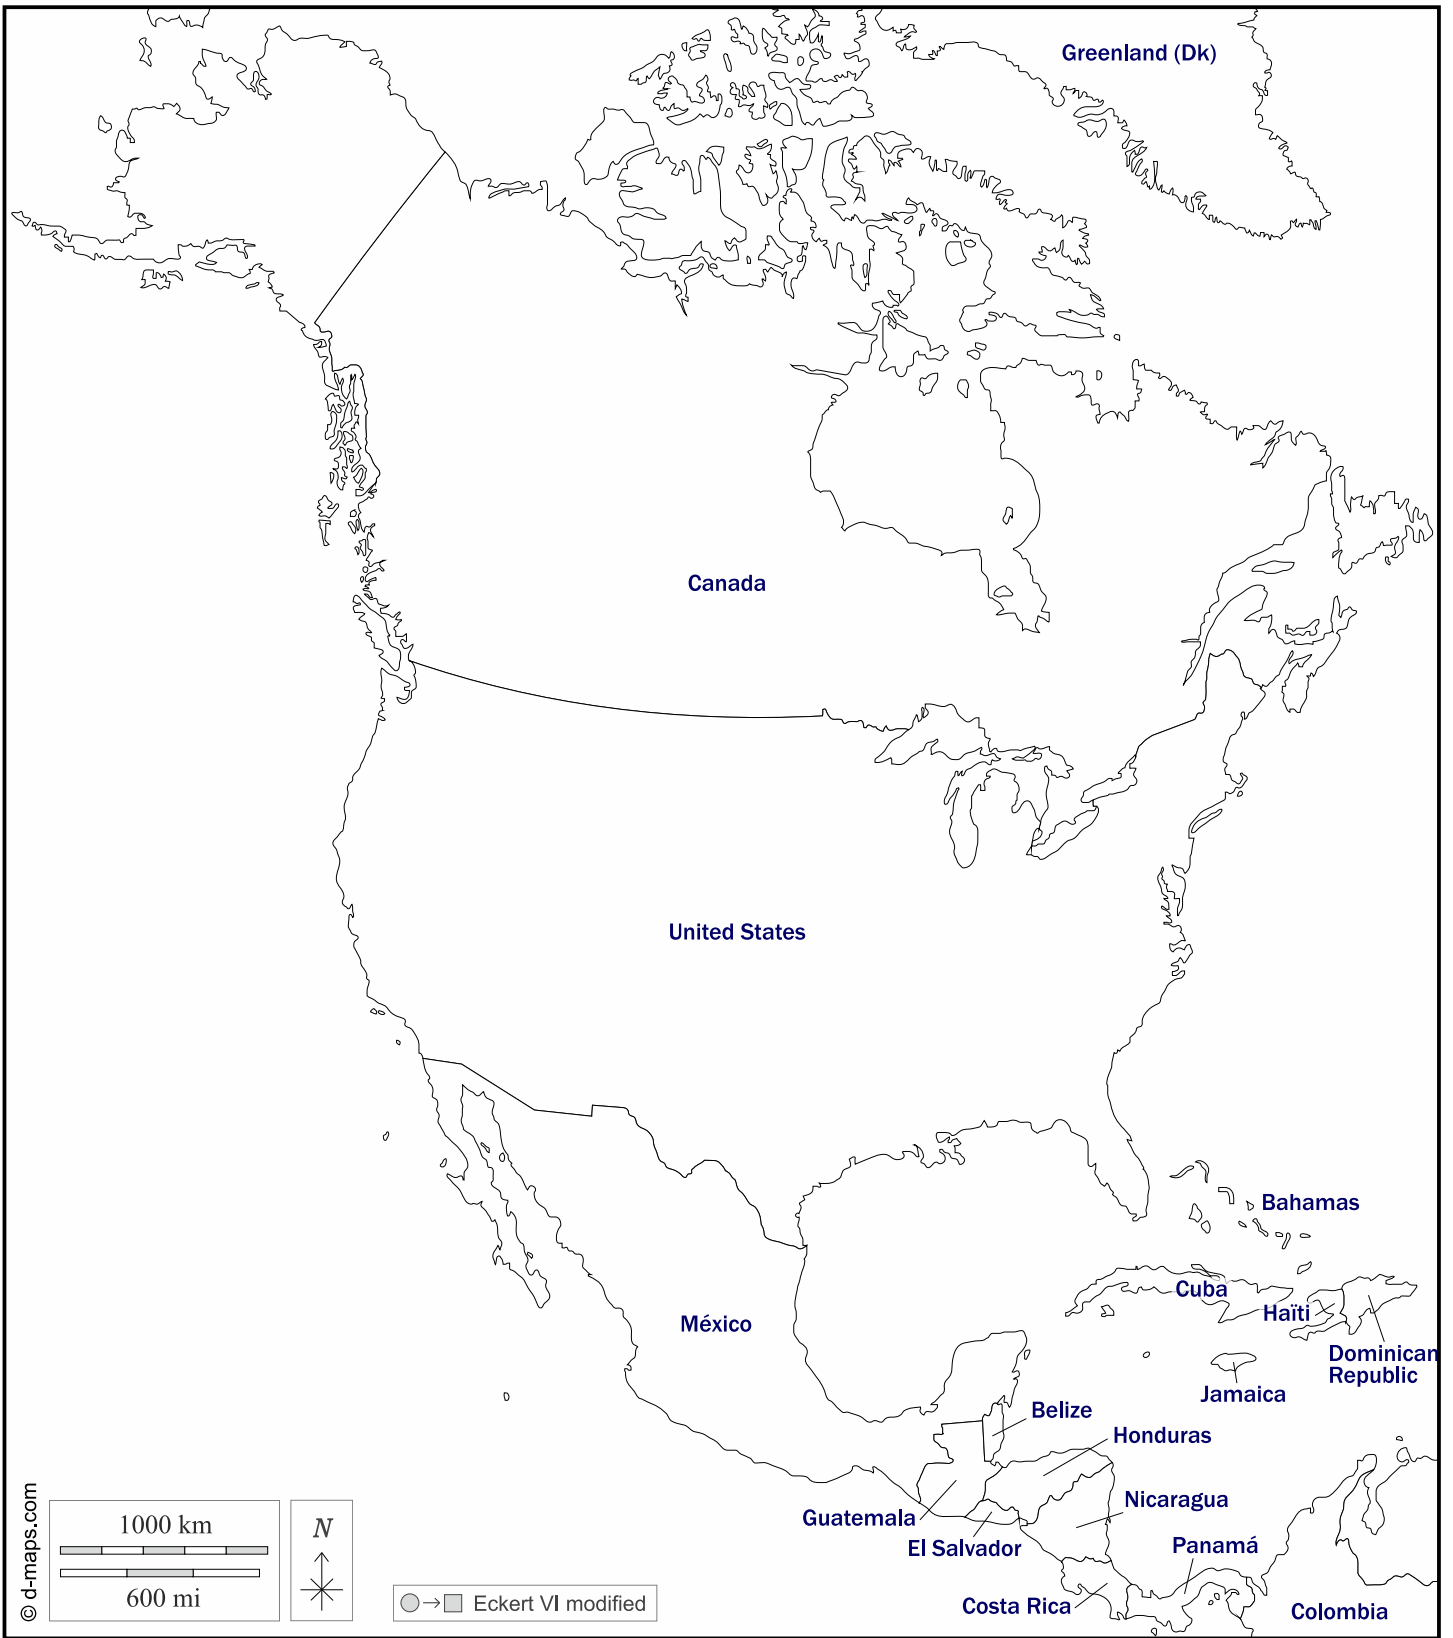 Greenland (Dk)
Canada
United States
Bahamas
Cuba
Haïti
México
Dominican
Republic
Jamaica
Belize
Honduras
Nicaragua
Guatemala
El Salvador
Panamá
Costa Rica
Colombia
© d-maps.com
1000 km
600 mi
N
Eckert VI modified